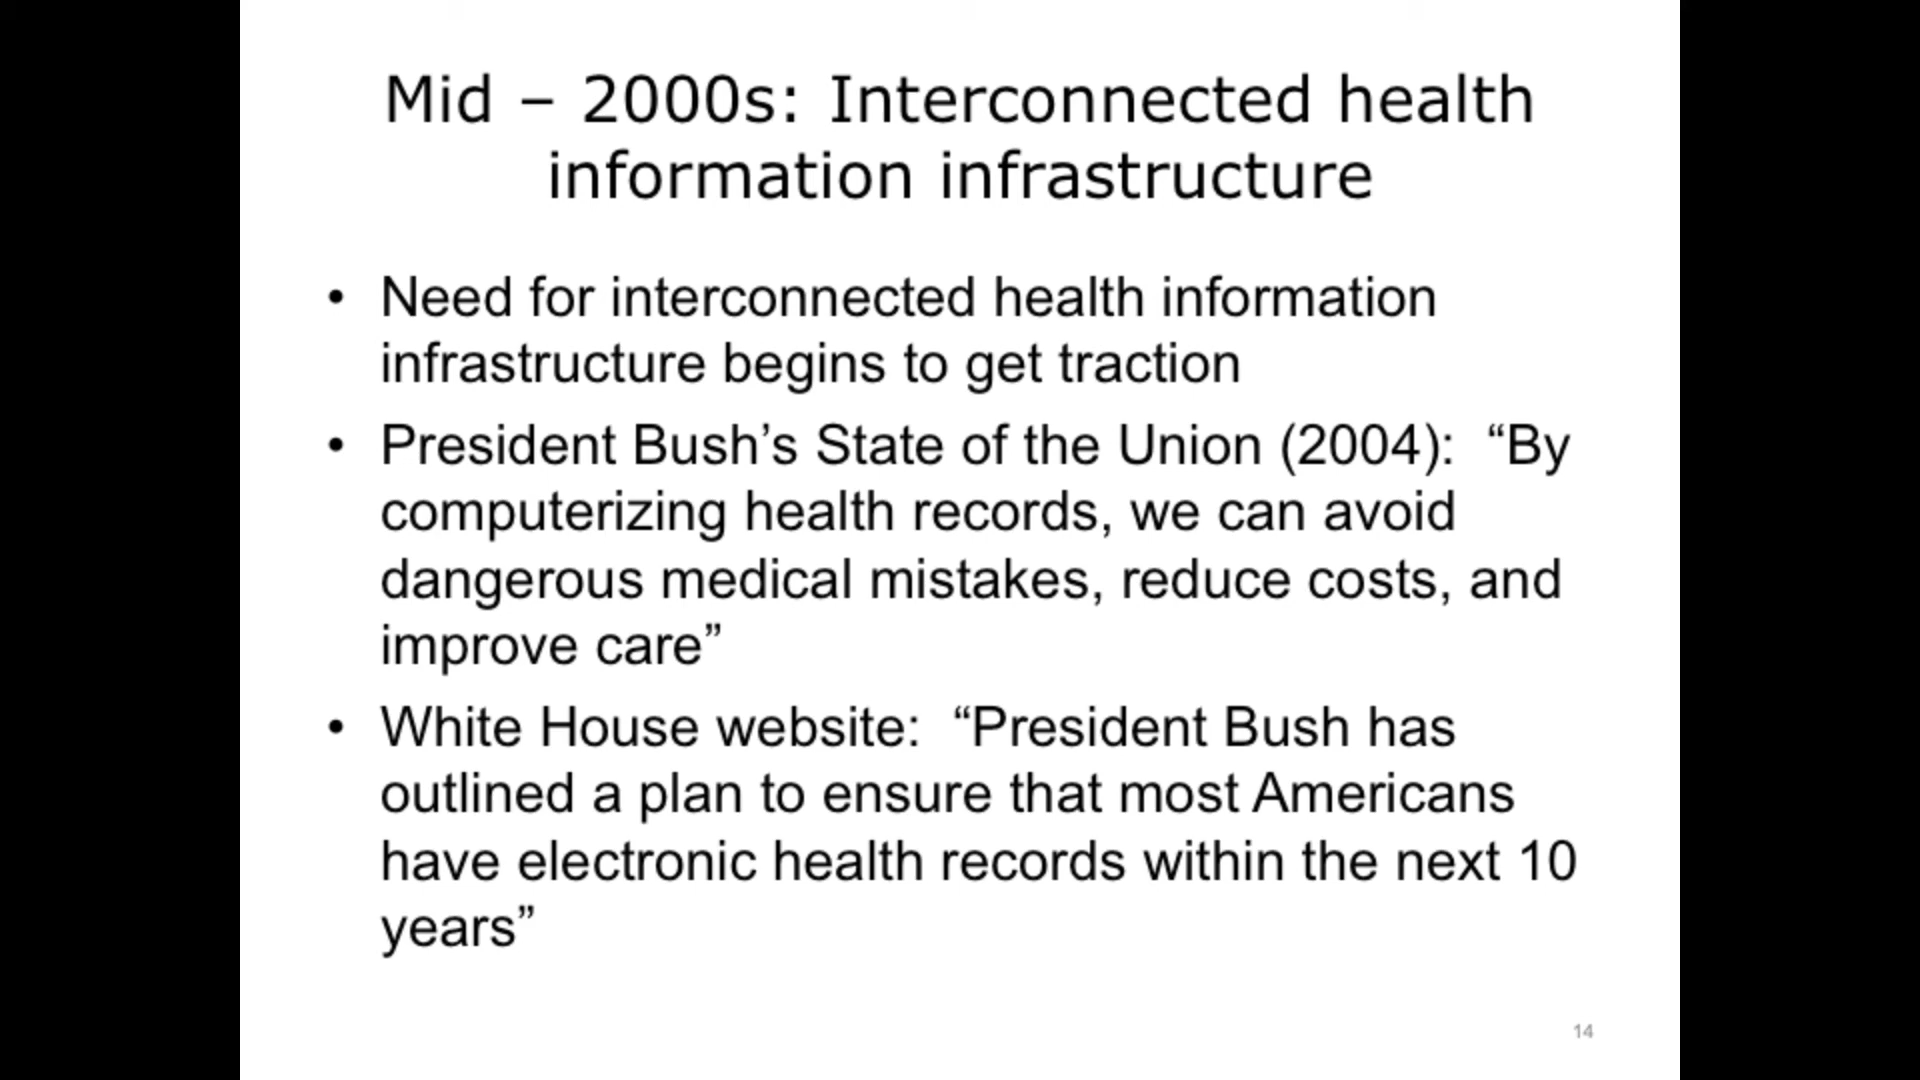 Mid – 2000s: Interconnected health
information infrastructure
• Need for interconnected health information
infrastructure begins to get traction
• President Bush’s State of the Union (2004):  “By
computerizing health records, we can avoid
dangerous medical mistakes, reduce costs, and
improve care”
• White House website:  “President Bush has
outlined a plan to ensure that most Americans
have electronic health records within the next 10
years”
14